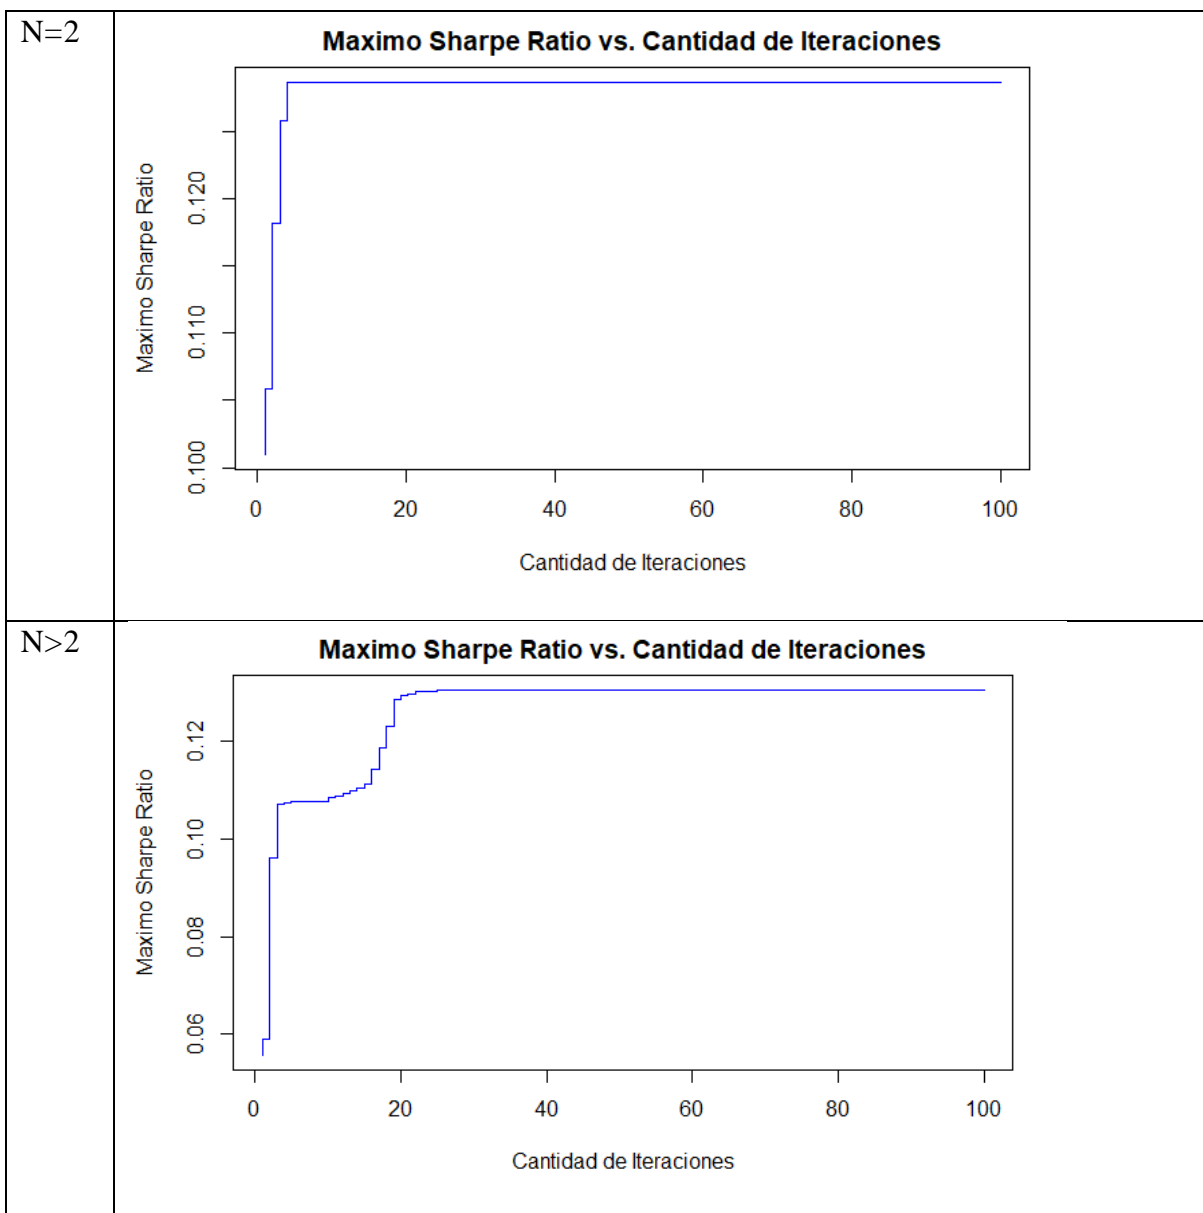 N=2
Maximo Sharpe Ratio vs. Cantidad de Iteraciones
Maximo Sharpe Ratio
0.120
0.110
0.100
0 20 40 60 80 100
Cantidad de Iteraciones
N>2
Maximo Sharpe Ratio vs. Cantidad de Iteraciones
Maximo Sharpe Ratio
0.12
0.10
0.08
0.06
0 20 40 60 80 100
Cantidad de Iteraciones